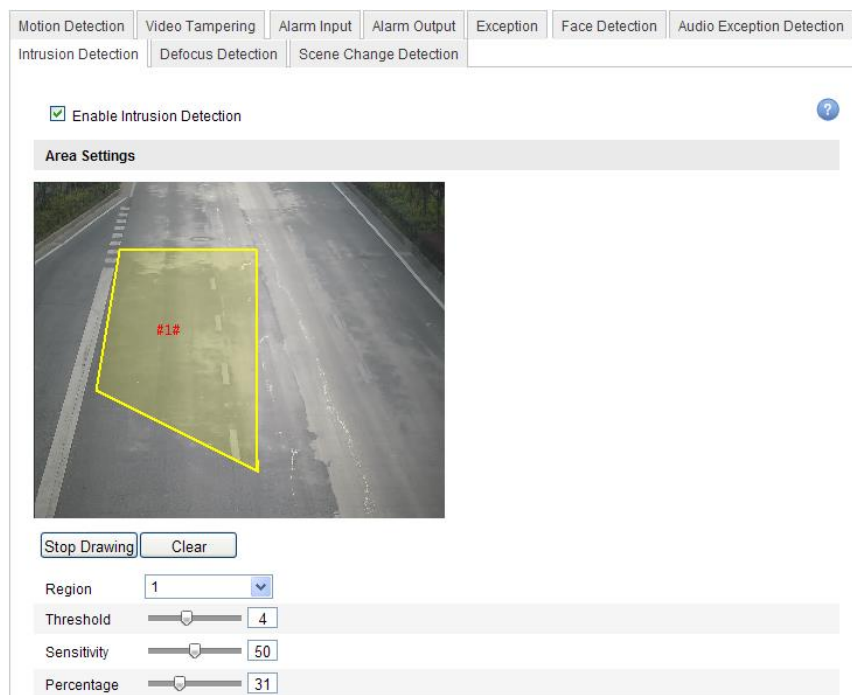 Motion Detection Video Tampering Alarm Input Alarm Output Exception Face Detection Audio Exception Detection
Intrusion Detection Defocus Detection Scene Change Detection
Enable Intrusion Detection ?
Area Settings
#1#
Stop Drawing Clear
Region 1
Threshold 4
Sensitivity 50
Percentage 31